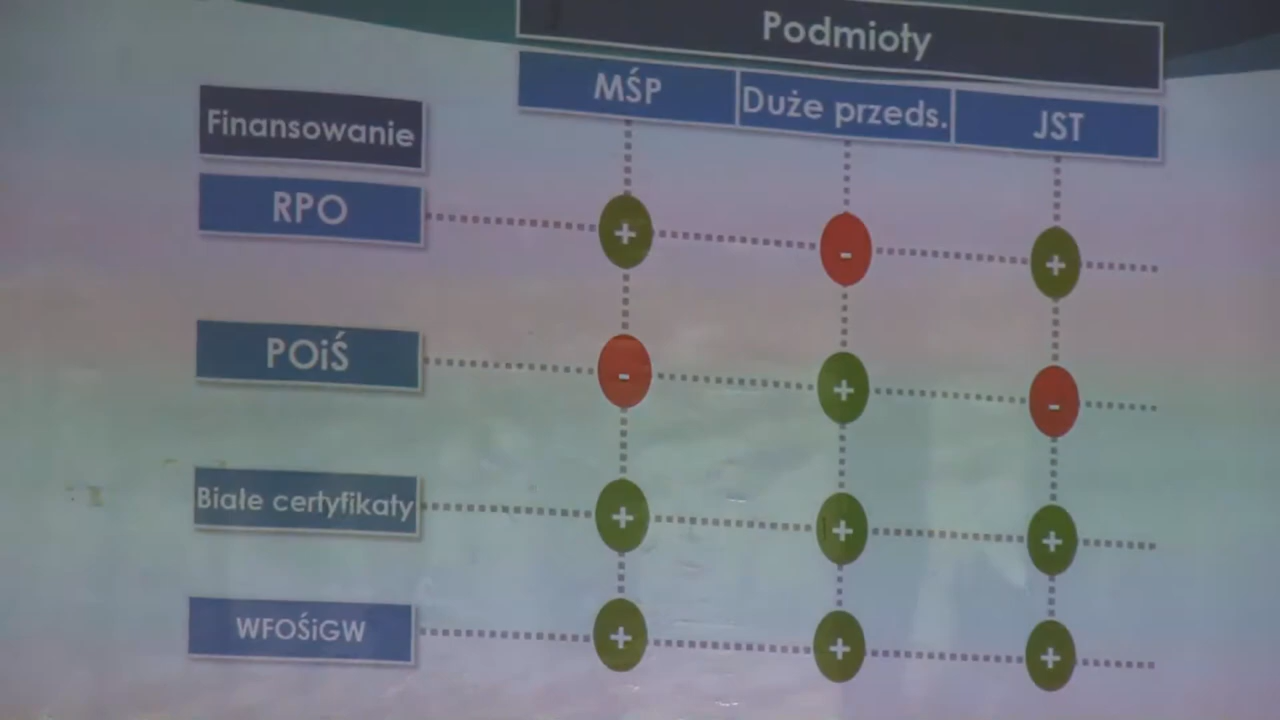 Podmioty
MŚP Duże przeds. JST
Finansowanie
RPO + - +
POiŚ - + -
Białe certyfikaty + + +
WFOŚiGW + + +